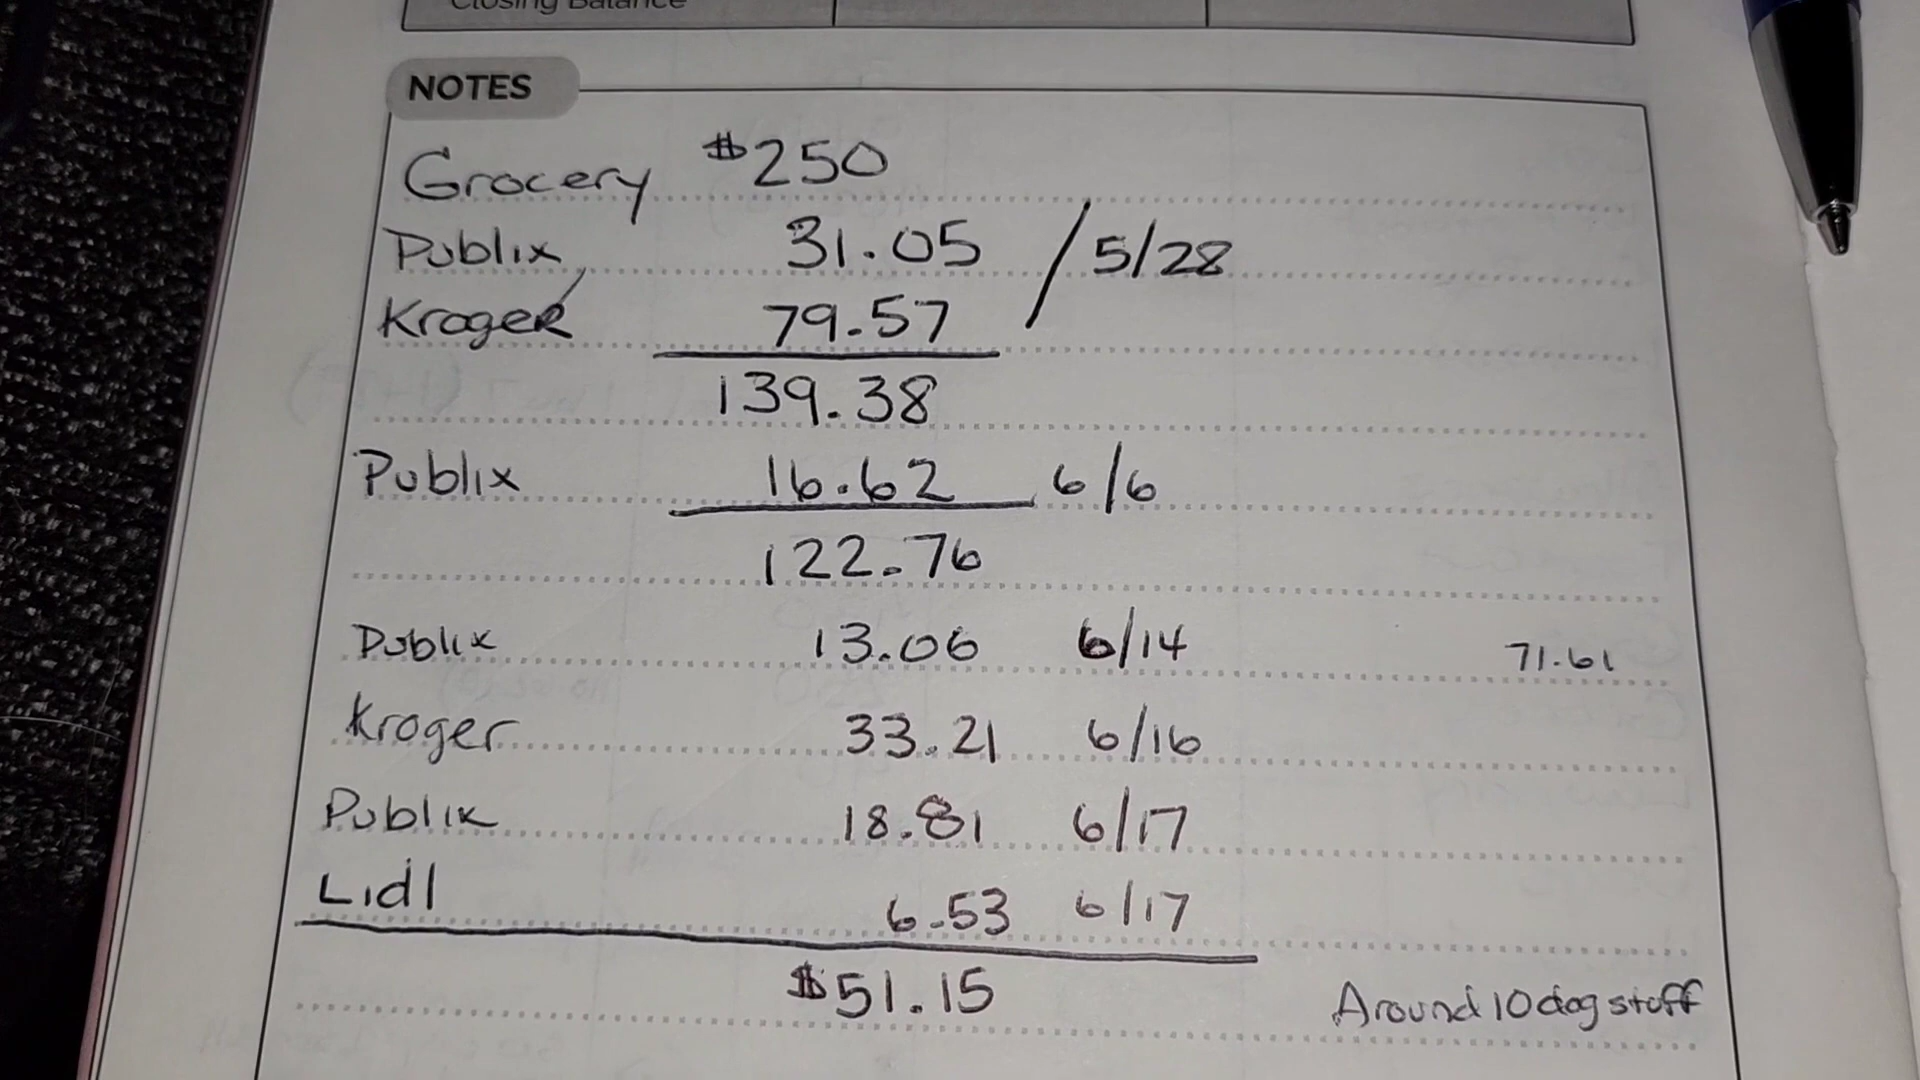 Closing Balance
NOTES
Grocery $250
Publix 31.05 / 5/28
Kroger 79.57
139.38
Publix 16.62 6/6
122.76
Publix 13.06 6/14 71.61
Kroger 33.21 6/16
Publix 18.81 6/17
Lidl 6.53 6/17
$51.15
Around 10 dog stuff